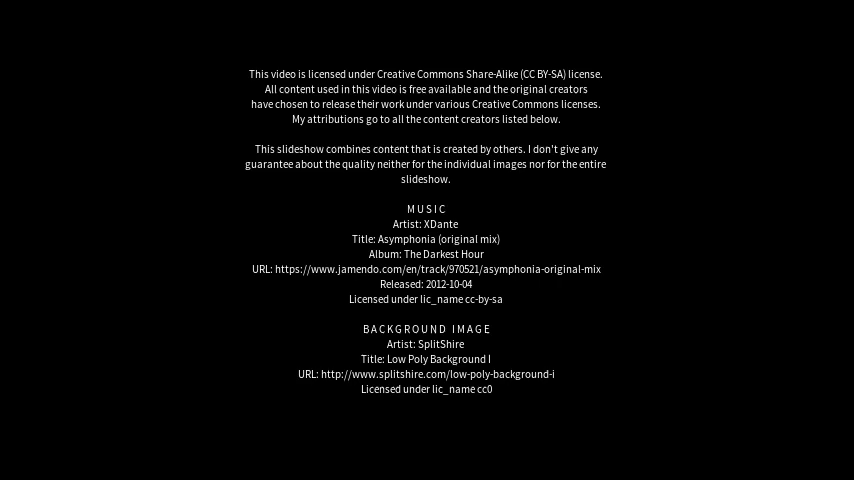 This video is licensed under Creative Commons Share-Alike (CC BY-SA) license.
All content used in this video is free available and the original creators
have chosen to release their work under various Creative Commons licenses.
My attributions go to all the content creators listed below.
This slideshow combines content that is created by others. I don't give any
guarantee about the quality neither for the individual images nor for the entire
slideshow.
MUSIC
Artist: XDante
Title: Asymphonia (original mix)
Album: The Darkest Hour
URL: https://www.jamendo.com/en/track/970521/asymphonia-original-mix
Released: 2012-10-04
Licensed under lic_name cc-by-sa
BACKGROUND IMAGE
Artist: SplitShire
Title: Low Poly Background I
URL: http://www.splitshire.com/low-poly-background-i
Licensed under lic_name cc0